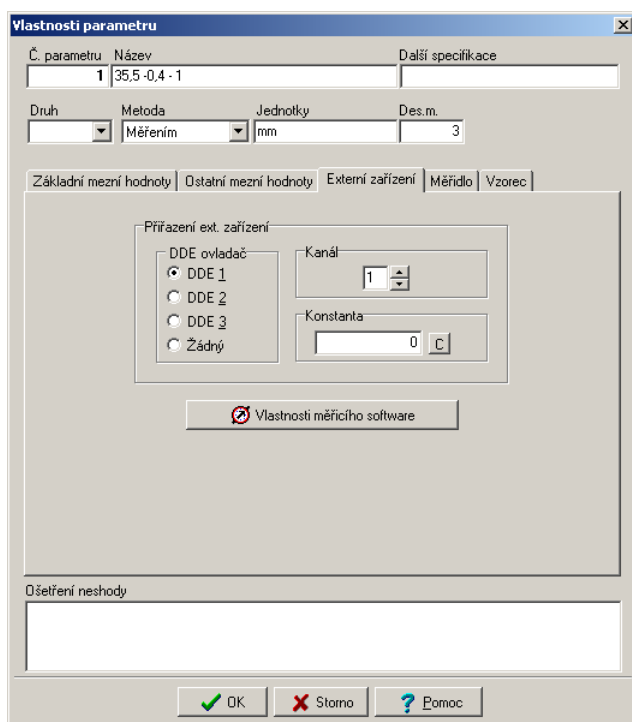 Vlastnosti parametru
Č. parametru Název Další specifikace
1 35,5 -0,4 - 1
Druh Metoda Jednotky Des.m.
Měřením mm 3
Základní mezní hodnoty Ostatní mezní hodnoty Externí zařízení Měřidlo Vzorec
Přiřazení ext. zařízení
DDE ovladač Kanál
DDE 1 1
DDE 2
DDE 3 Konstanta
Žádný 0 C
Vlastnosti měřicího software
Ošetření neshody
OK Storno Pomoc